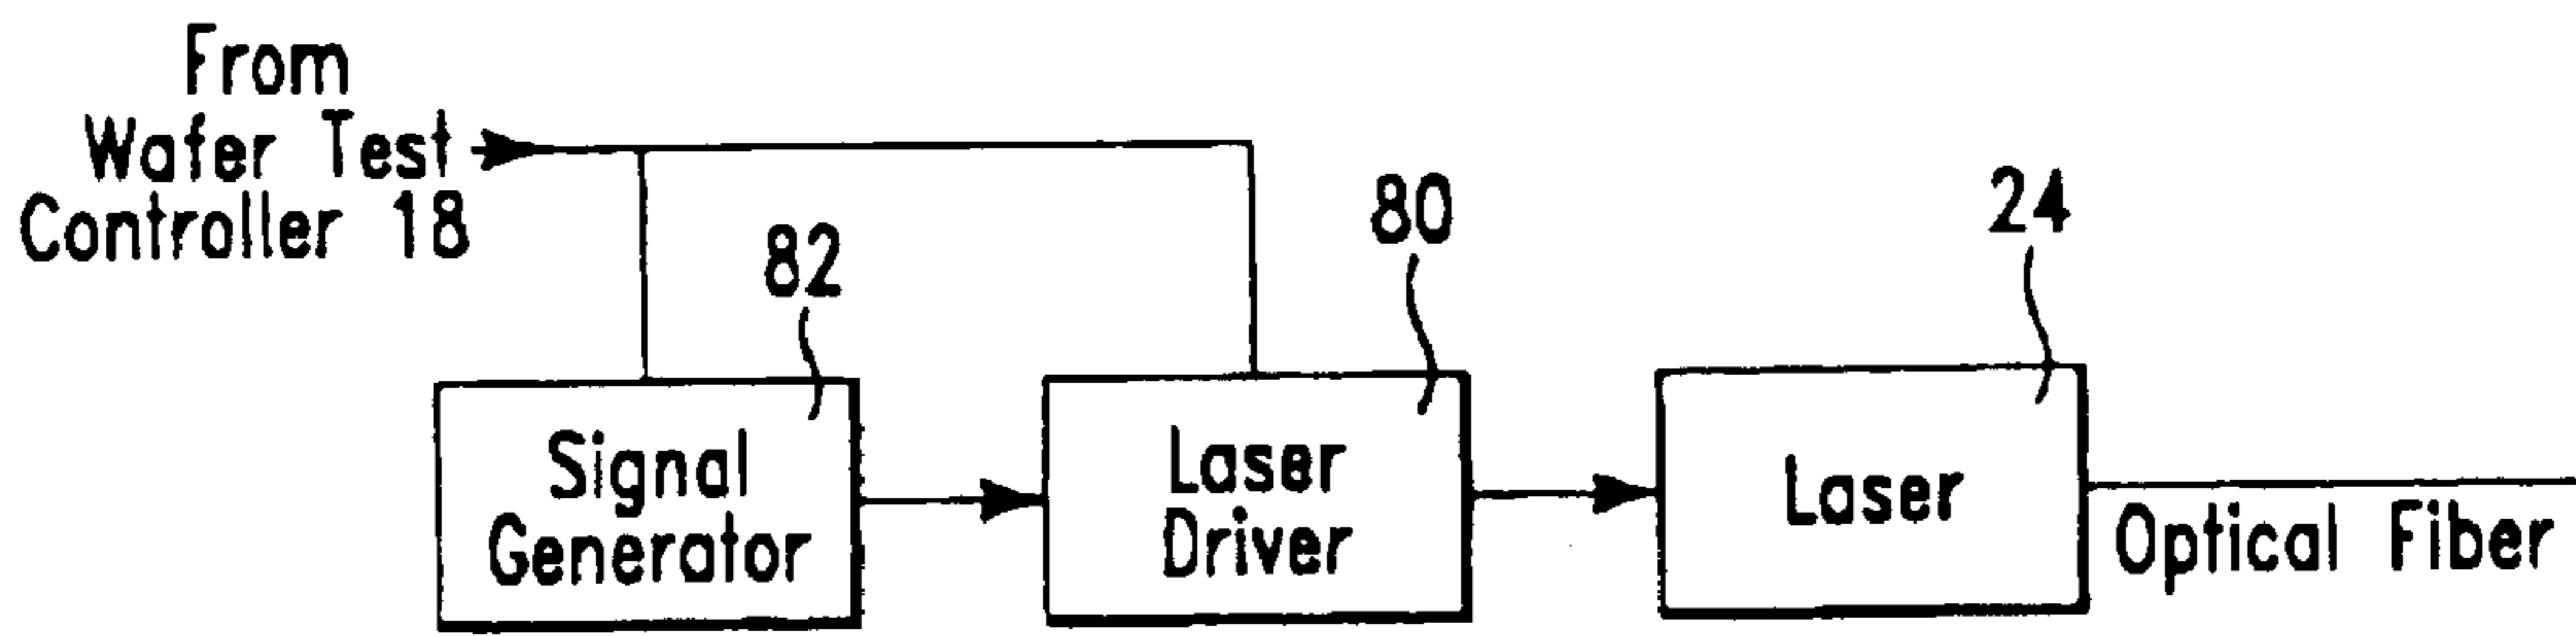 From
Wafer Test
Controller 18
82
80
24
Signal
Generator
Laser
Driver
Laser
Optical Fiber